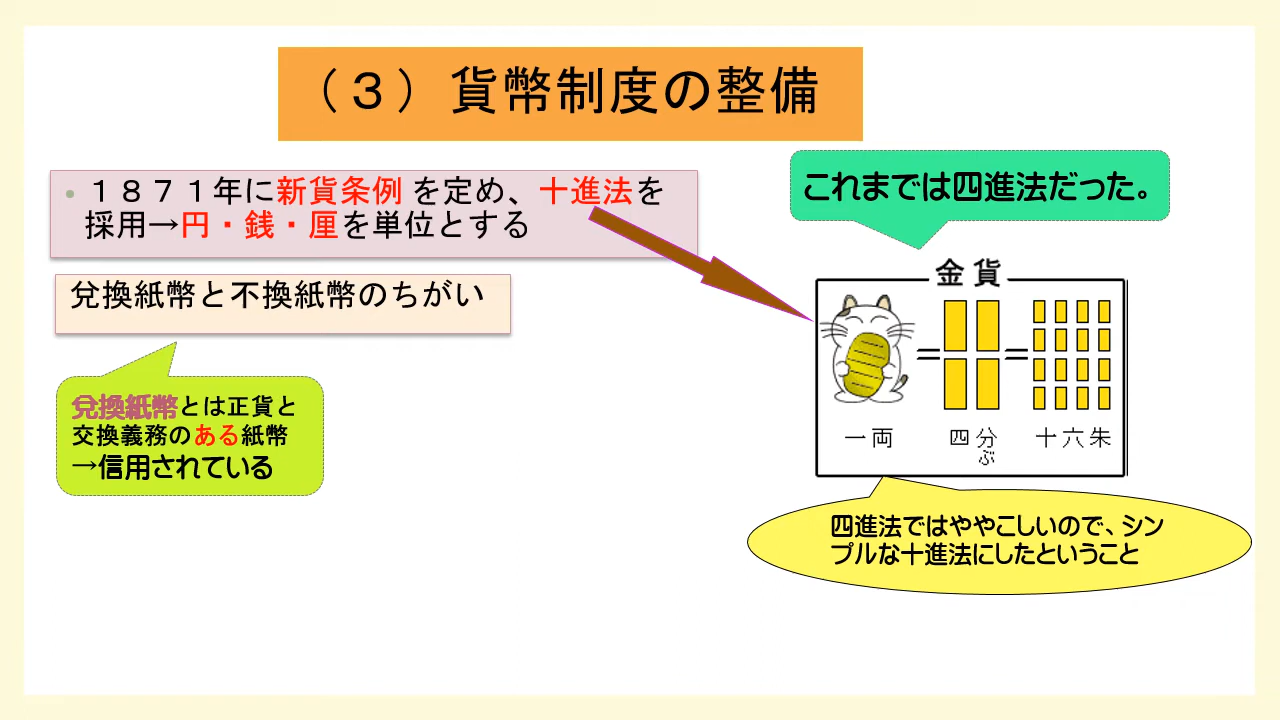 （３）貨幣制度の整備
• １８７１年に新貨条例 を定め、十進法を
採用→円・銭・厘を単位とする
これまでは四進法だった。
兌換紙幣と不換紙幣のちがい
兌換紙幣とは正貨と
交換義務のある紙幣
→信用されている
金貨
= =
一両 四分 十六朱
ぶ
四進法ではややこしいので、シン
プルな十進法にしたということ